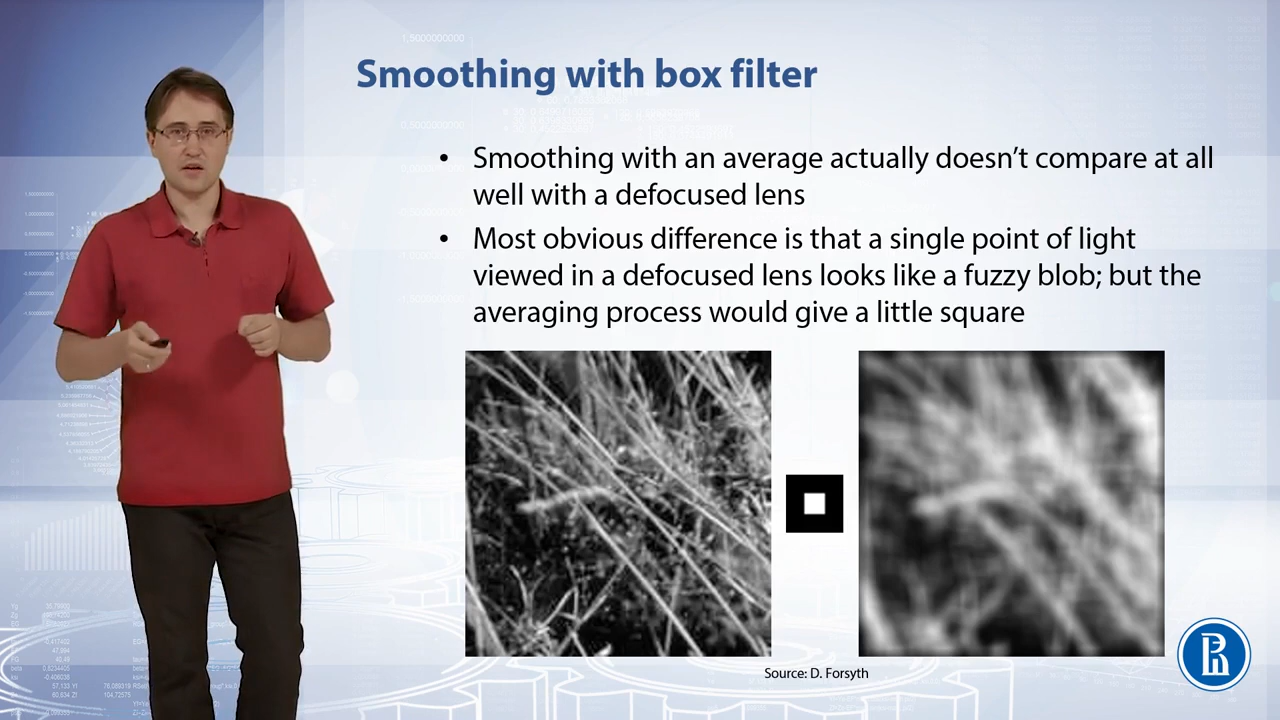 Smoothing with box filter
• Smoothing with an average actually doesn’t compare at all
well with a defocused lens
• Most obvious difference is that a single point of light
viewed in a defocused lens looks like a fuzzy blob; but the
averaging process would give a little square
Source: D. Forsyth